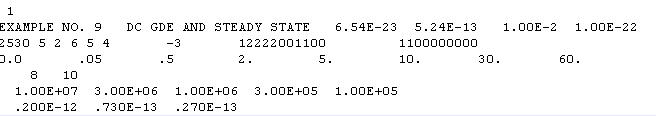 1
EXAMPLE NO. 9   DC GDE AND STEADY STATE   6.54E-23   5.24E-13   1.00E-2   1.00E-22
2530 5 2 6 5 4       -3       12222001100             1100000000
0.0       .05       .5       2.       5.       10.       30.       60.
    8   10
  1.00E+07  3.00E+06  1.00E+06  3.00E+05  1.00E+05
  .200E-12  .730E-13  .270E-13